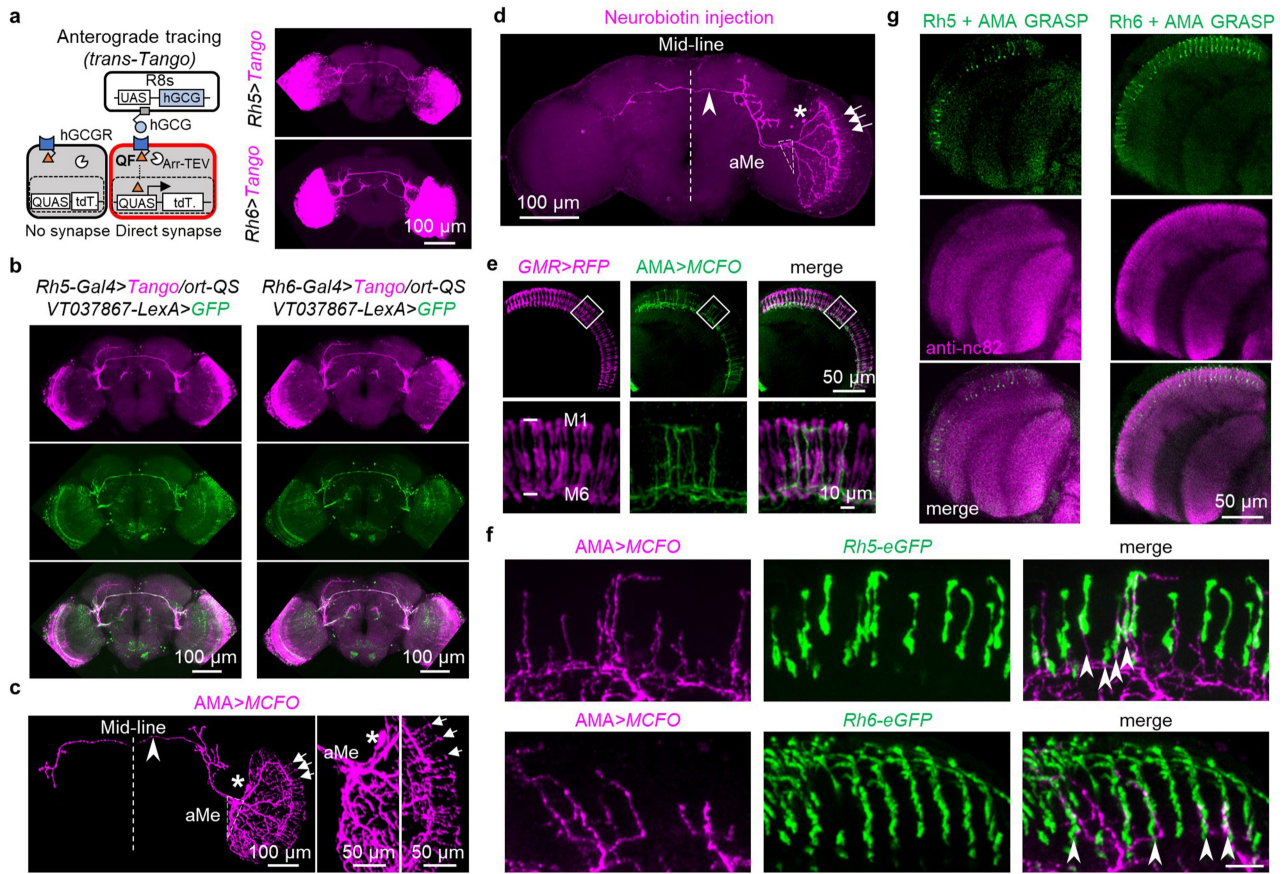 a
Anterograde tracing
(trans-Tango)
R8s
UAS hGCG
hGCG
hGCGR
QF
Arr-TEV
QUAS tdT.
QUAS tdT.
No synapse Direct synapse
Rh5>Tango
Rh6>Tango
100 µm
b
Rh5-Gal4>Tango/ort-QS
VT037867-LexA>GFP
Rh6-Gal4>Tango/ort-QS
VT037867-LexA>GFP
100 µm
100 µm
c
AMA>MCFO
Mid-line
*
aMe
100 µm
aMe
*
50 µm
50 µm
d
Neurobiotin injection
Mid-line
*
aMe
100 µm
e
GMR>RFP
AMA>MCFO
merge
50 µm
M1
M6
10 µm
f
AMA>MCFO
Rh5-eGFP
merge
AMA>MCFO
Rh6-eGFP
merge
g
Rh5 + AMA GRASP
Rh6 + AMA GRASP
anti-nc82
merge
50 µm